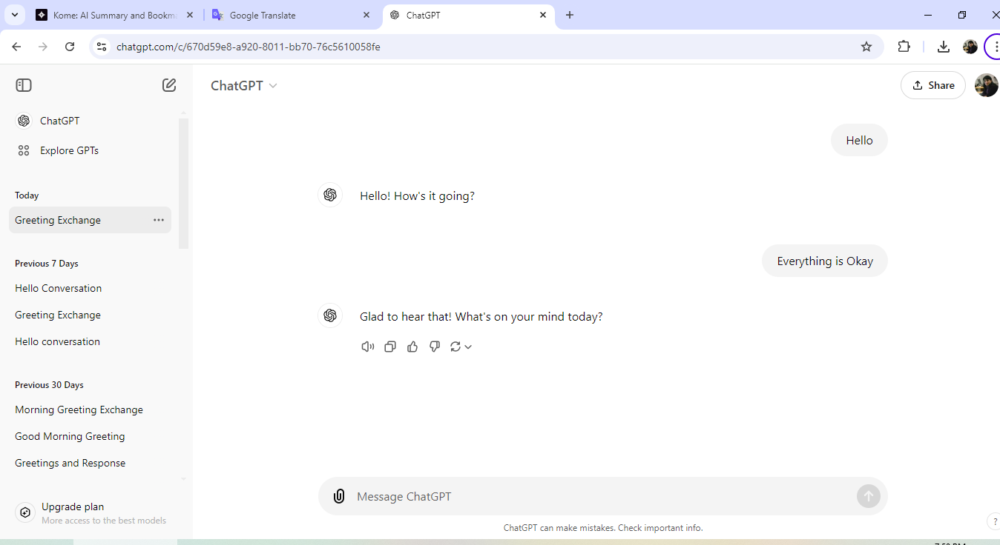 Kome: AI Summary and Bookma
Google Translate
ChatGPT
chatgpt.com/c/670d59e8-a920-8011-bb70-76c5610058fe
ChatGPT
Share
ChatGPT
Explore GPTs
Today
Greeting Exchange
Previous 7 Days
Hello Conversation
Greeting Exchange
Hello conversation
Previous 30 Days
Morning Greeting Exchange
Good Morning Greeting
Greetings and Response
Upgrade plan
More access to the best models
Hello
Hello! How's it going?
Everything is Okay
Glad to hear that! What's on your mind today?
Message ChatGPT
ChatGPT can make mistakes. Check important info.
?